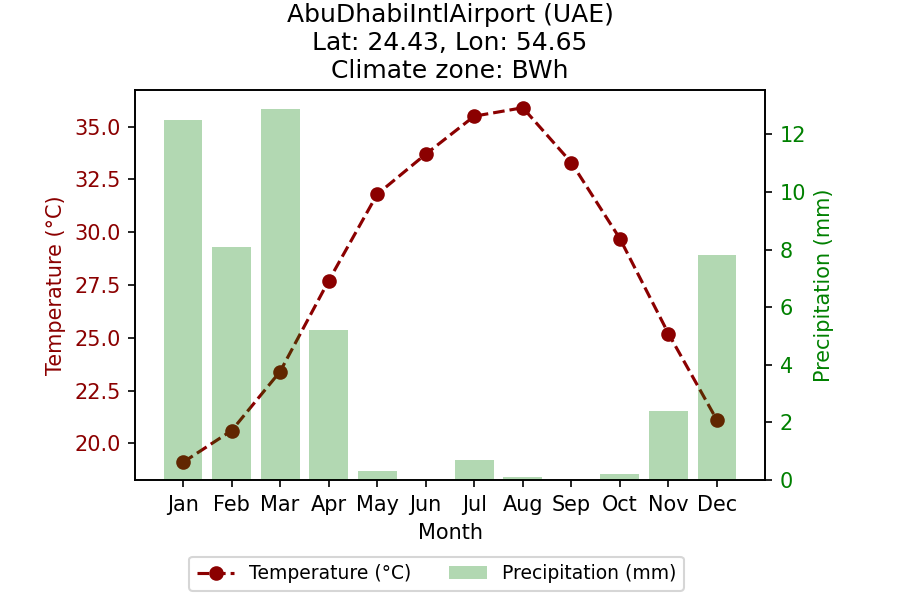 AbuDhabiIntlAirport (UAE)
Lat: 24.43, Lon: 54.65
Climate zone: BWh
35.0
32.5
30.0
27.5
25.0
22.5
20.0
Temperature (°C)
12
10
8
6
4
2
0
Precipitation (mm)
Jan Feb Mar Apr May Jun Jul Aug Sep Oct Nov Dec
Month
Temperature (°C) Precipitation (mm)